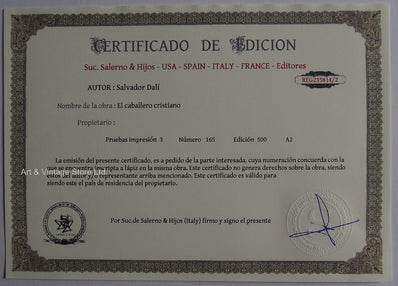 CERTIFICADO DE EDICION
Suc. Salerno & Hijos - USA - SPAIN - ITALY - FRANCE - Editores
REG255814/2
AUTOR : Salvador Dalí
Nombre de la obra : El caballero cristiano
Propietario :
Pruebas Impresión 3 Número 165 Edición 500 A2
La emisión del presente certificado, es a pedido de la parte interesada, cuya numeración concuerda con la
que se encuentra inscripta a lápiz en la misma obra. Este certificado no genera derechos sobre la obra, siendo
estos del autor y/o representante arriba mencionado. Este certificado es válido para
siendo este el país de residencia del propietario.
Art & Vintage
Por Suc.de Salerno & Hijos (Italy) firmo y signo el presente